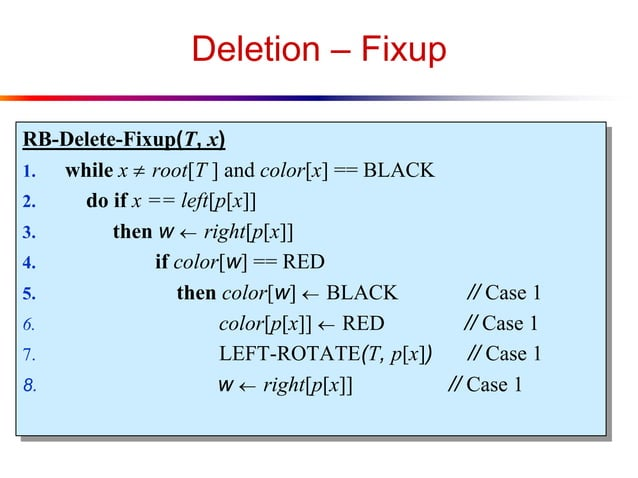 Deletion – Fixup
RB-Delete-Fixup(T, x)
1. while x ≠ root[T ] and color[x] == BLACK
2. do if x == left[p[x]]
3. then w ← right[p[x]]
4. if color[w] == RED
5. then color[w] ← BLACK // Case 1
6. color[p[x]] ← RED // Case 1
7. LEFT-ROTATE(T, p[x]) // Case 1
8. w ← right[p[x]] // Case 1